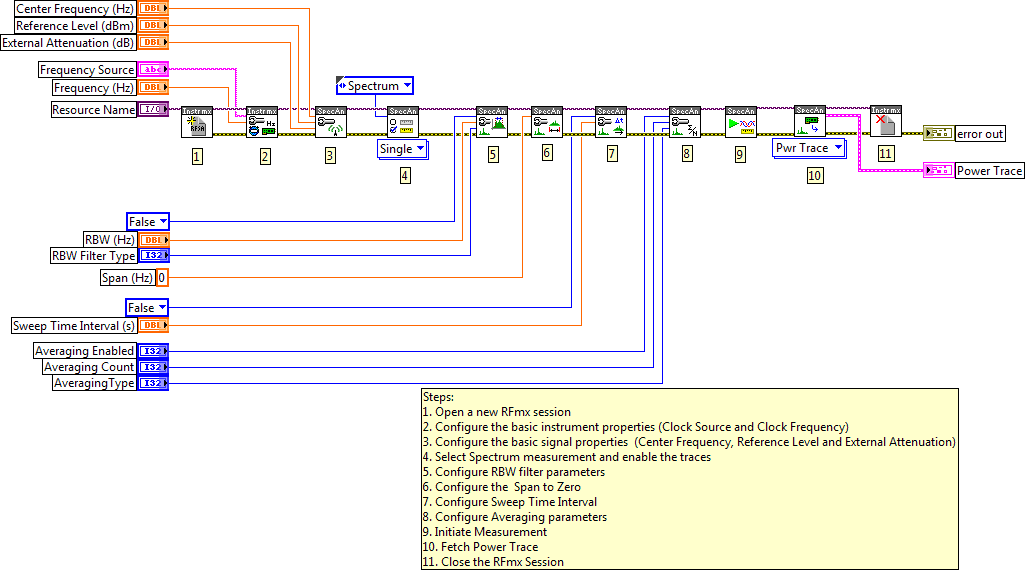 Center Frequency (Hz) DBL
Reference Level (dBm) DBL
External Attenuation (dB) DBL
Frequency Source abc
Frequency (Hz) DBL
Resource Name I/O
Spectrum
Instrmx RFSA
Instrmx Hz
SpecAn
SpecAn
SpecAn
SpecAn
SpecAn Δt
SpecAn
SpecAn
SpecAn
Instrmx
Single
Pwr Trace
error out
Power Trace
1
2
3
4
5
6
7
8
9
10
11
False
RBW (Hz) DBL
RBW Filter Type I32
Span (Hz) 0
False
Sweep Time Interval (s) DBL
Averaging Enabled I32
Averaging Count I32
AveragingType I32
Steps:
1. Open a new RFmx session
2. Configure the basic instrument properties (Clock Source and Clock Frequency)
3. Configure the basic signal properties  (Center Frequency, Reference Level and External Attenuation)
4. Select Spectrum measurement and enable the traces
5. Configure RBW filter parameters
6. Configure the  Span to Zero
7. Configure Sweep Time Interval
8. Configure Averaging parameters
9. Initiate Measurement
10. Fetch Power Trace
11. Close the RFmx Session